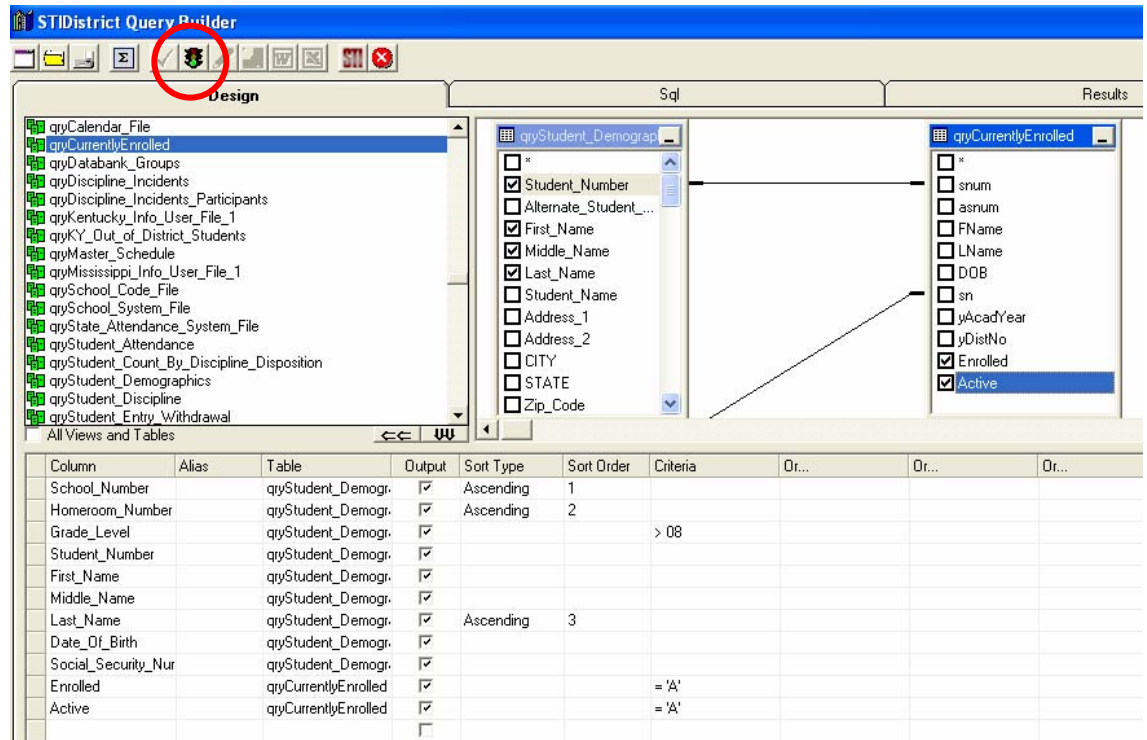 STIDistrict Query Builder
Σ W X STI
Design Sql Results
qryCalendar_File
qryCurrentlyEnrolled
qryDatabank_Groups
qryDiscipline_Incidents
qryDiscipline_Incidents_Participants
qryKentucky_Info_User_File_1
qryKY_Out_of_District_Students
qryMaster_Schedule
qryMississippi_Info_User_File_1
qrySchool_Code_File
qrySchool_System_File
qryState_Attendance_System_File
qryStudent_Attendance
qryStudent_Count_By_Discipline_Disposition
qryStudent_Demographics
qryStudent_Discipline
qryStudent_Entry_Withdrawal
All Views and Tables
qryStudent_Demograp
*
Student_Number
Alternate_Student_...
First_Name
Middle_Name
Last_Name
Student_Name
Address_1
Address_2
CITY
STATE
Zip_Code
qryCurrentlyEnrolled
*
snum
asnum
FName
LName
DOB
sn
yAcadYear
yDistNo
Enrolled
Active
Column Alias Table Output Sort Type Sort Order Criteria Or... Or... Or...
School_Number qryStudent_Demogr Ascending 1
Homeroom_Number qryStudent_Demogr Ascending 2
Grade_Level qryStudent_Demogr > 08
Student_Number qryStudent_Demogr
First_Name qryStudent_Demogr
Middle_Name qryStudent_Demogr
Last_Name qryStudent_Demogr Ascending 3
Date_Of_Birth qryStudent_Demogr
Social_Security_Nur qryStudent_Demogr
Enrolled qryCurrentlyEnrolled = 'A'
Active qryCurrentlyEnrolled = 'A'